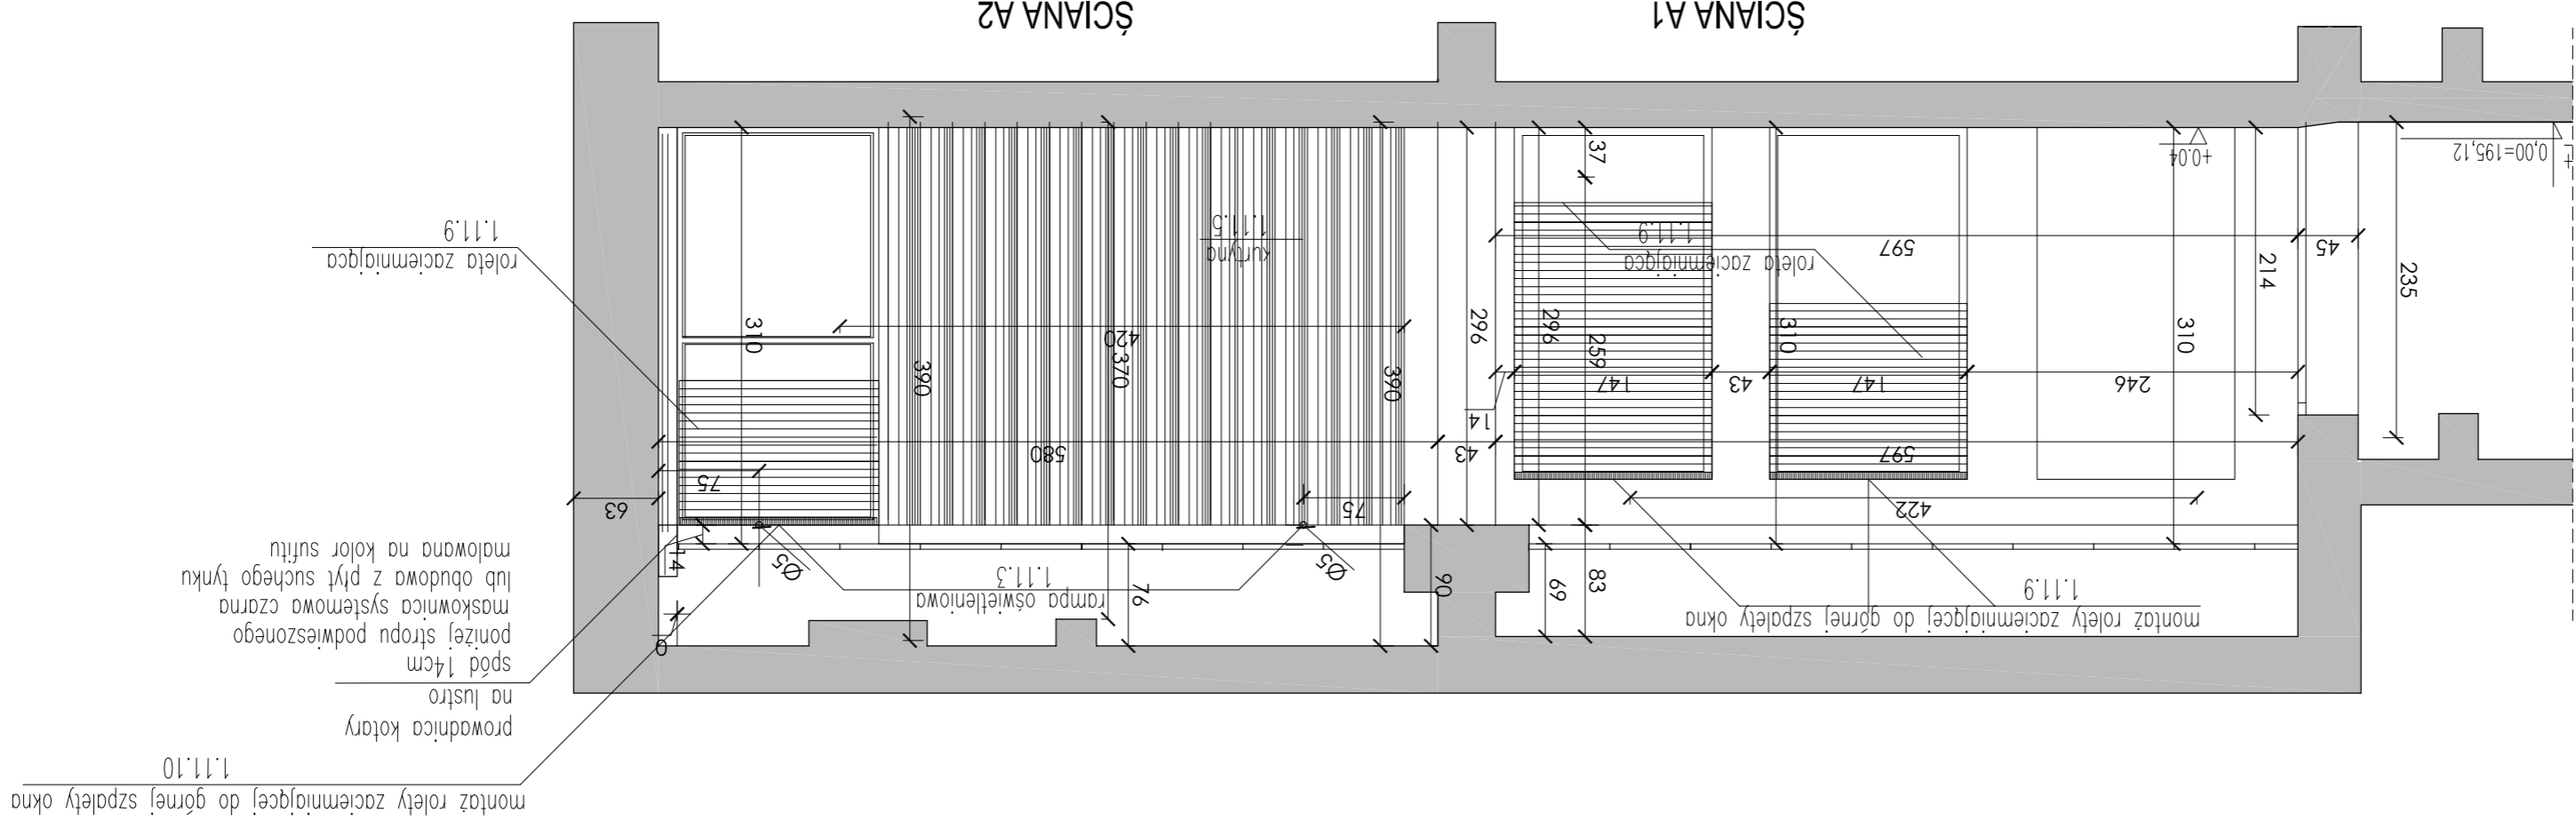 ŚCIANA A1
ŚCIANA A2
0,00=195,12
+0.04
235
45
214
310
246
597
147
310
43
147
roleta zaciemniająca
1.11.9
37
259
296
296
14
597
43
422
390
370
420
390
kurtyna
1.11.5
310
580
75
75
63
roleta zaciemniająca
1.11.9
83
69
90
76
Ø5
Ø5
14
0
rampa oświetleniowa
1.11.3
montaż rolety zaciemniającej do górnej szpalety okna
1.11.9
prowadnica kotary
na lustro
spód 14cm
poniżej stropu podwieszonego
maskownica systemowa czarna
lub obudowa z płyt suchego tynku
malowana na kolor sufitu
montaż rolety zaciemniającej do górnej szpalety okna
1.11.10